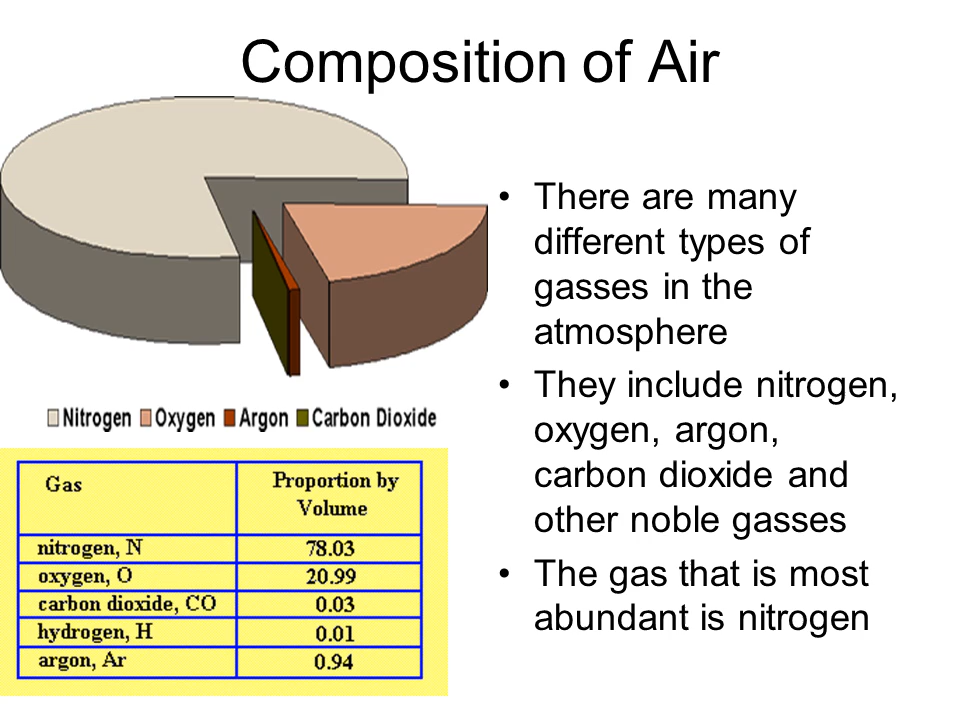 Composition of Air
Nitrogen Oxygen Argon Carbon Dioxide
Gas Proportion by
Volume
nitrogen, N 78.03
oxygen, O 20.99
carbon dioxide, CO 0.03
hydrogen, H 0.01
argon, Ar 0.94
• There are many
different types of
gasses in the
atmosphere
• They include nitrogen,
oxygen, argon,
carbon dioxide and
other noble gasses
• The gas that is most
abundant is nitrogen